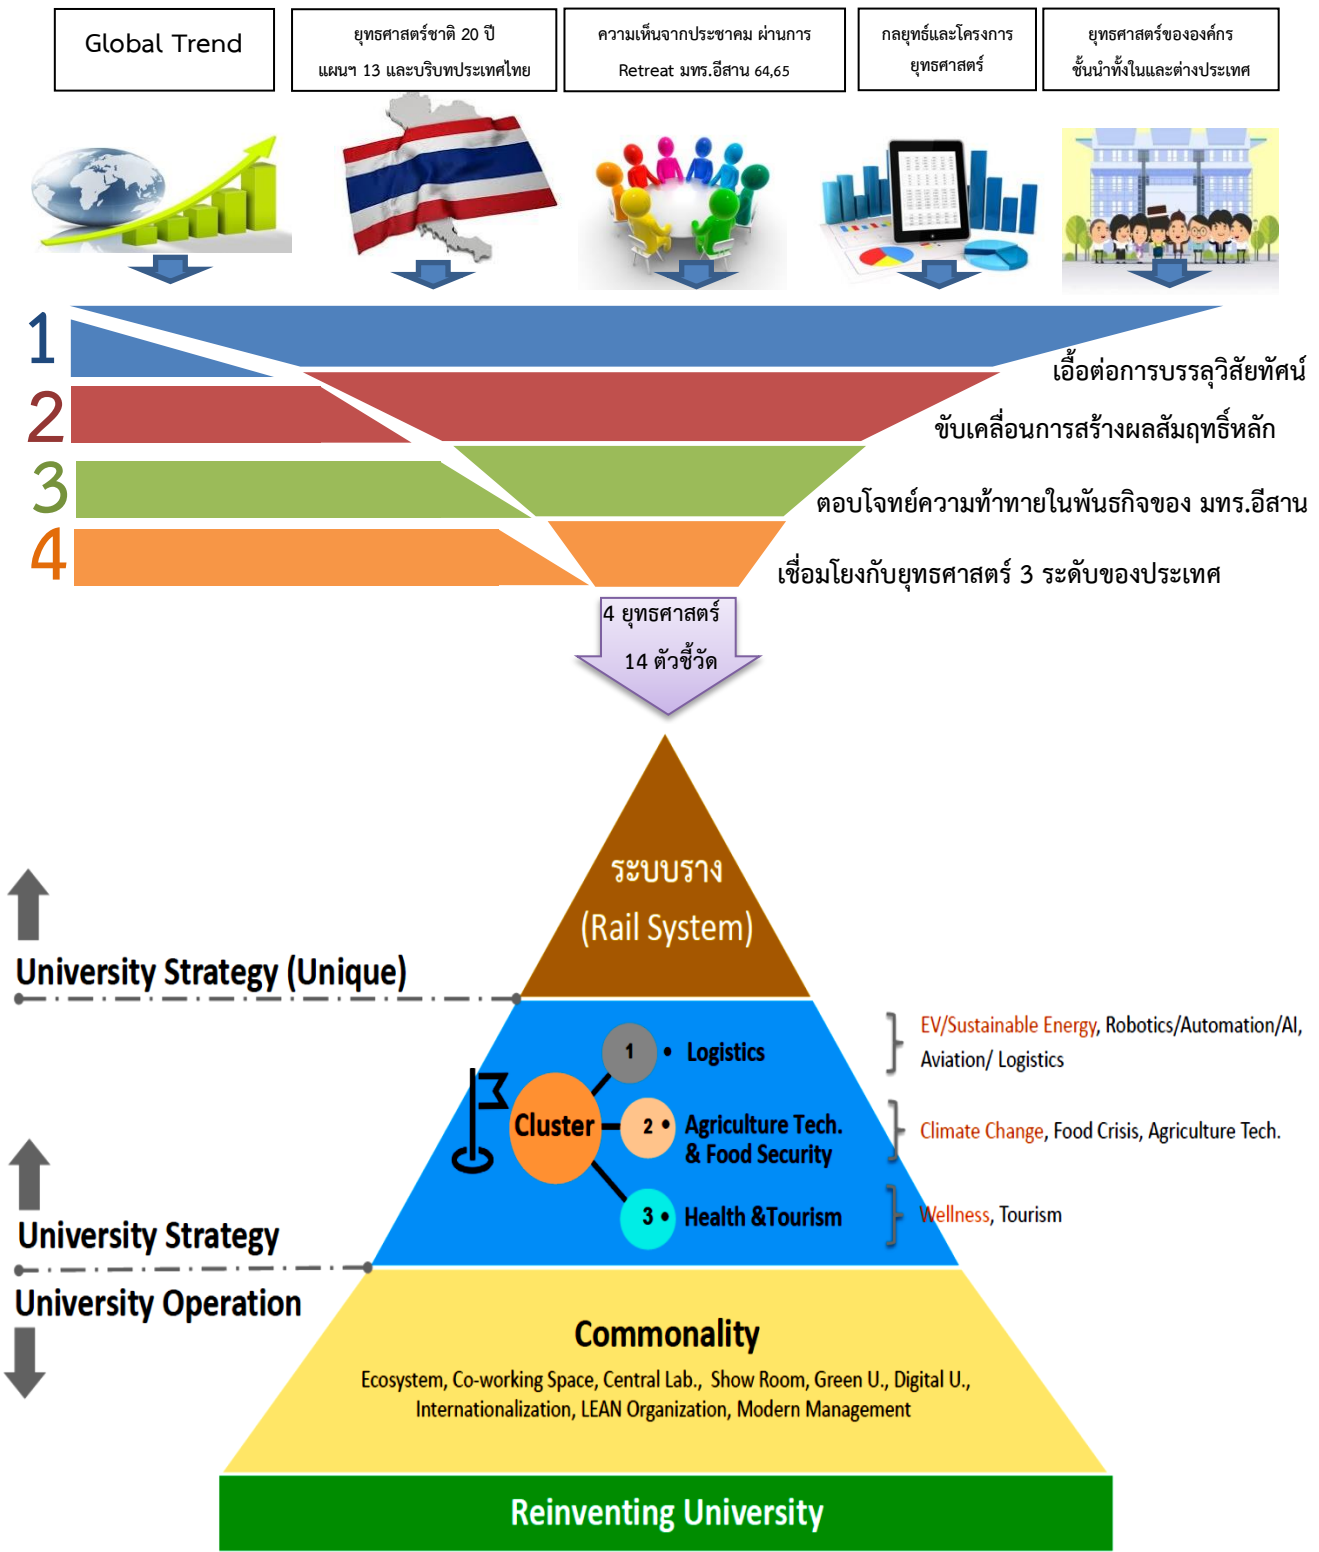 Global Trend
ยุทธศาสตร์ชาติ 20 ปี
แผนฯ 13 และบริบทประเทศไทย
ความเห็นจากประชาคม ผ่านการ
Retreat มทร.อีสาน 64,65
กลยุทธ์และโครงการ
ยุทธศาสตร์
ยุทธศาสตร์ขององค์กร
ชั้นนำทั้งในและต่างประเทศ
1
เอื้อต่อการบรรลุวิสัยทัศน์
2
ขับเคลื่อนการสร้างผลสัมฤทธิ์หลัก
3
ตอบโจทย์ความท้าทายในพันธกิจของ มทร.อีสาน
4
เชื่อมโยงกับยุทธศาสตร์ 3 ระดับของประเทศ
4 ยุทธศาสตร์
14 ตัวชี้วัด
ระบบราง
(Rail System)
University Strategy (Unique)
Cluster
1 • Logistics
EV/Sustainable Energy, Robotics/Automation/AI,
Aviation/ Logistics
2 • Agriculture Tech.
& Food Security
Climate Change, Food Crisis, Agriculture Tech.
3 • Health &Tourism
Wellness, Tourism
University Strategy
University Operation
Commonality
Ecosystem, Co-working Space, Central Lab., Show Room, Green U., Digital U.,
Internationalization, LEAN Organization, Modern Management
Reinventing University